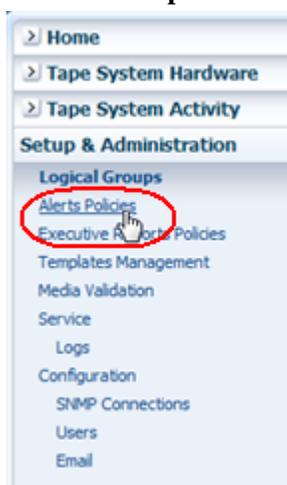 Home
Tape System Hardware
Tape System Activity
Setup & Administration
Logical Groups
Alerts Policies
Executive Reports Policies
Templates Management
Media Validation
Service
Logs
Configuration
SNMP Connections
Users
Email